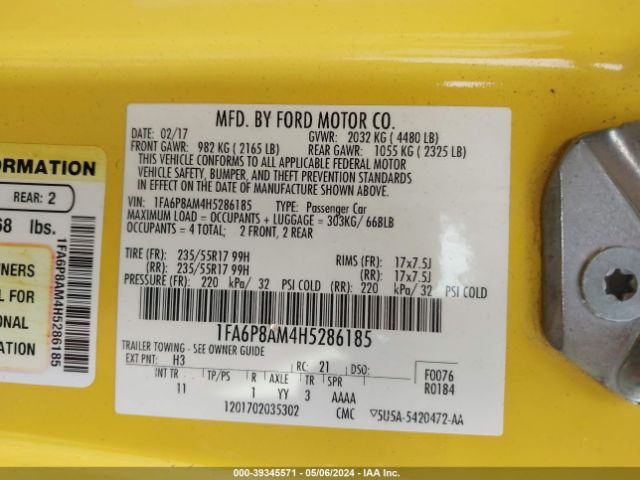 MFD. BY FORD MOTOR CO.
DATE: 02/17 GVWR: 2032 KG ( 4480 LB)
FRONT GAWR: 982 KG ( 2165 LB) REAR GAWR: 1055 KG ( 2325 LB)
THIS VEHICLE CONFORMS TO ALL APPLICABLE FEDERAL MOTOR
VEHICLE SAFETY, BUMPER, AND THEFT PREVENTION STANDARDS
IN EFFECT ON THE DATE OF MANUFACTURE SHOWN ABOVE.
VIN: 1FA6P8AM4H5286185 TYPE: Passenger Car
MAXIMUM LOAD = OCCUPANTS + LUGGAGE = 303KG/ 668LB
OCCUPANTS = 4 TOTAL; 2 FRONT, 2 REAR
TIRE (FR): 235/55R17 99H RIMS (FR): 17x7.5J
(RR): 235/55R17 99H (RR): 17x7.5J
PRESSURE (FR): 220 kPa/ 32 PSI COLD (RR): 220 kPa/ 32 PSI COLD
1FA6P8AM4H5286185
TRAILER TOWING - SEE OWNER GUIDE
EXT PNT: H3 RC: 21 DSO: F0076
INT TR TP/PS R AXLE TR SPR R0184
11 1 YY 3 AAAA
1201702035302 CMC 5U5A-5420472-AA
ORMATION
REAR: 2
68 lbs.
NERS
L FOR
ONAL
ATION
1FA6P8AM4H5286185
000-39345571 - 05/06/2024 - IAA Inc.